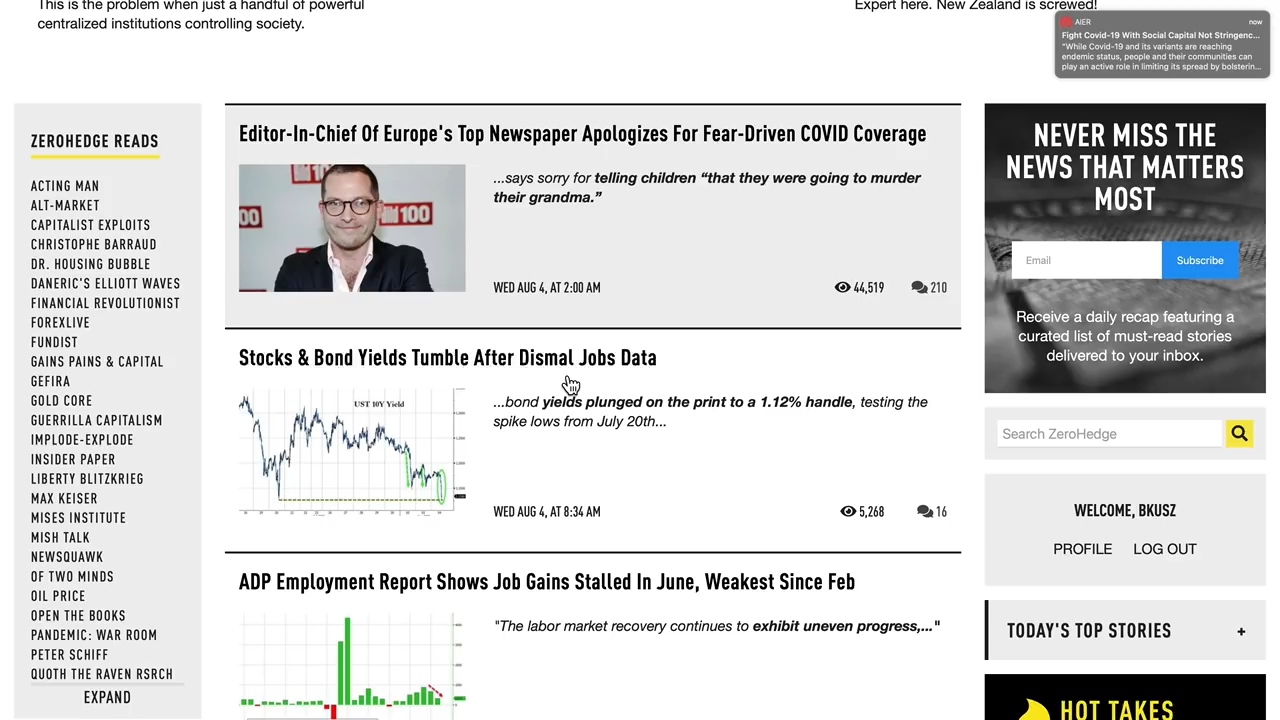 This is the problem when just a handful of powerful
centralized institutions controlling society.
Expert here. New Zealand is screwed!
AIER
now
Fight Covid-19 With Social Capital Not Stringenc...
"While Covid-19 and its variants are reaching
endemic status, people and their communities can
play an active role in limiting its spread by bolsterin...
ZEROHEDGE READS
ACTING MAN
ALT-MARKET
CAPITALIST EXPLOITS
CHRISTOPHE BARRAUD
DR. HOUSING BUBBLE
DANERIC'S ELLIOTT WAVES
FINANCIAL REVOLUTIONIST
FOREXLIVE
FUNDIST
GAINS PAINS & CAPITAL
GEFIRA
GOLD CORE
GUERRILLA CAPITALISM
IMPLODE-EXPLODE
INSIDER PAPER
LIBERTY BLITZKRIEG
MAX KEISER
MISES INSTITUTE
MISH TALK
NEWSQUAWK
OF TWO MINDS
OIL PRICE
OPEN THE BOOKS
PANDEMIC: WAR ROOM
PETER SCHIFF
QUOTH THE RAVEN RSRCH
EXPAND
Editor-In-Chief Of Europe's Top Newspaper Apologizes For Fear-Driven COVID Coverage
...says sorry for telling children “that they were going to murder
their grandma.”
WED AUG 4, AT 2:00 AM
44,519
210
Stocks & Bond Yields Tumble After Dismal Jobs Data
UST 10Y Yield
...bond yields plunged on the print to a 1.12% handle, testing the
spike lows from July 20th...
WED AUG 4, AT 8:34 AM
5,268
16
ADP Employment Report Shows Job Gains Stalled In June, Weakest Since Feb
"The labor market recovery continues to exhibit uneven progress,..."
NEVER MISS THE
NEWS THAT MATTERS
MOST
Email
Subscribe
Receive a daily recap featuring a
curated list of must-read stories
delivered to your inbox.
Search ZeroHedge
WELCOME, BKUSZ
PROFILE
LOG OUT
TODAY'S TOP STORIES
+
HOT TAKES